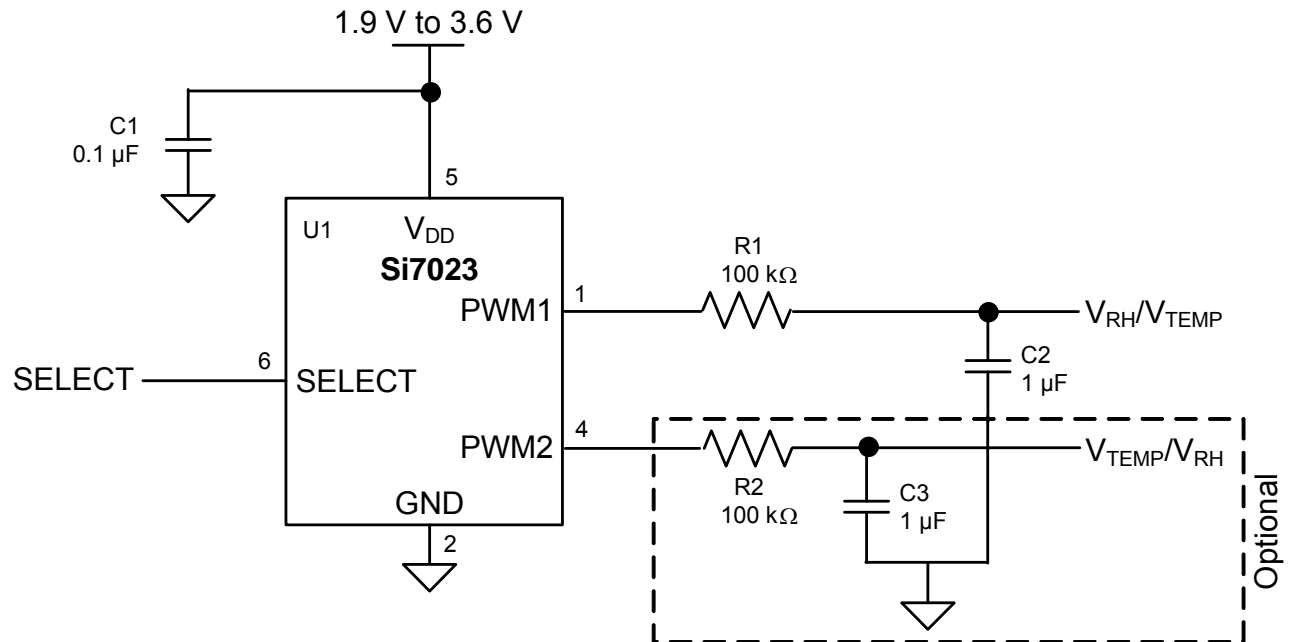 1.9 V to 3.6 V
C1
0.1 µF
5
U1
VDD
Si7023
R1
100 kΩ
PWM1
1
VRH/VTEMP
C2
1 µF
SELECT
6
SELECT
PWM2
4
VTEMP/VRH
R2
100 kΩ
C3
1 µF
GND
2
Optional